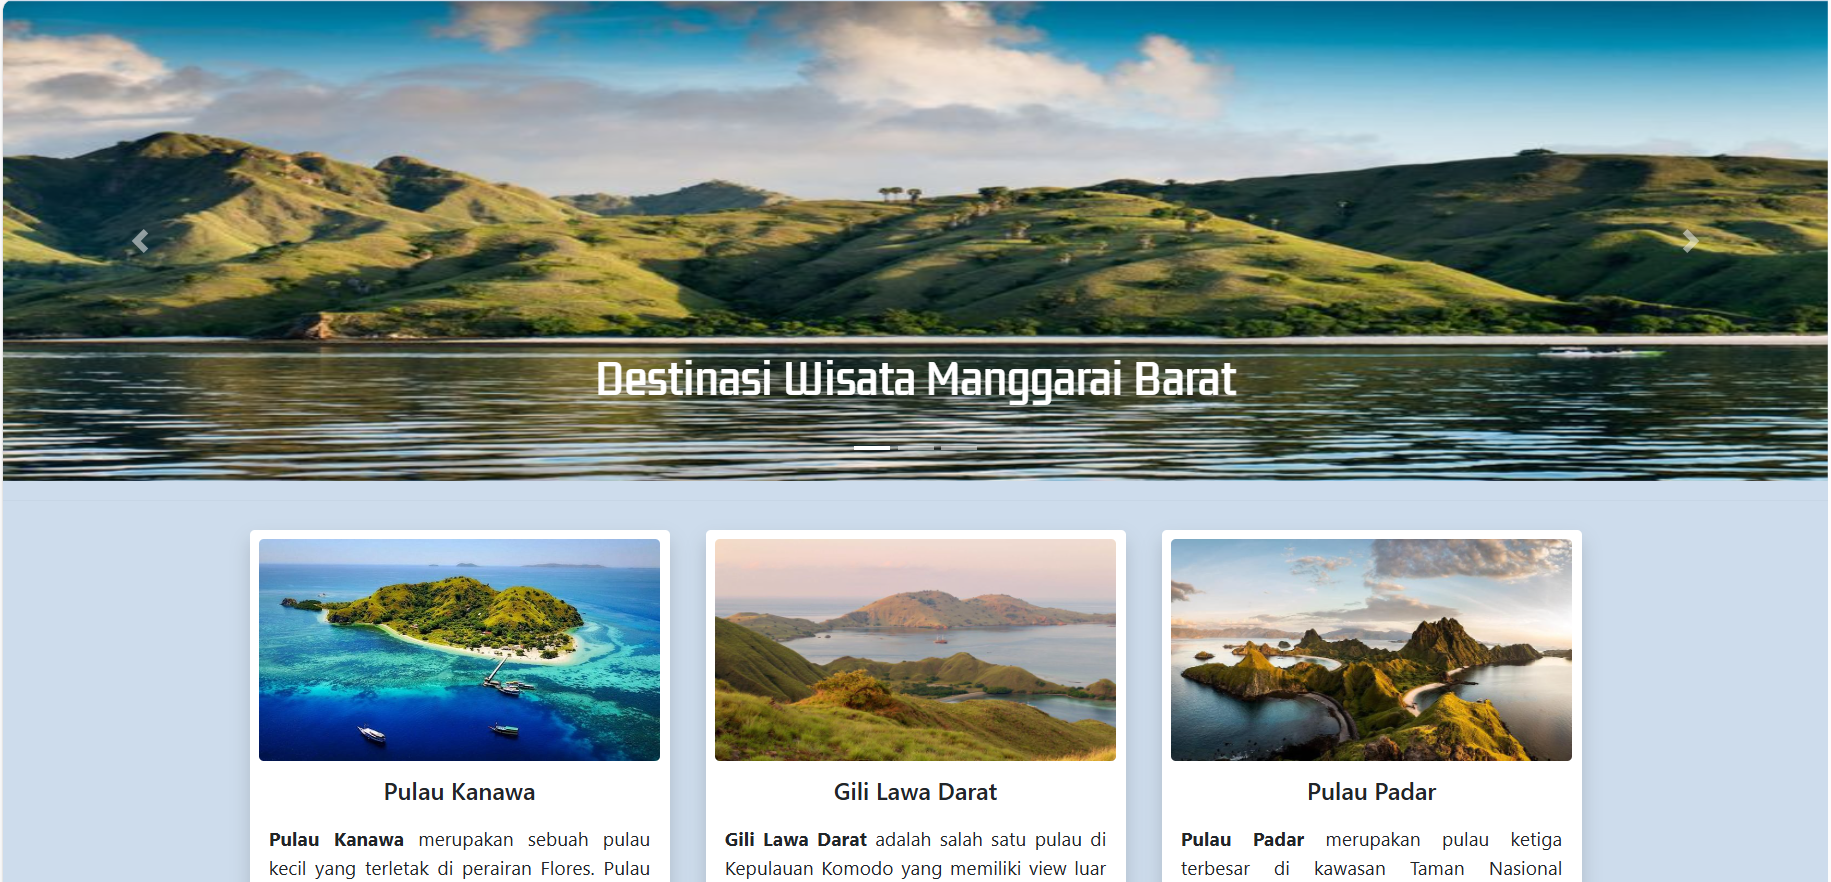 Destinasi Wisata Manggarai Barat
Pulau Kanawa
Pulau Kanawa merupakan sebuah pulau
kecil yang terletak di perairan Flores. Pulau
Gili Lawa Darat
Gili Lawa Darat adalah salah satu pulau di
Kepulauan Komodo yang memiliki view luar
Pulau Padar
Pulau Padar merupakan pulau ketiga
terbesar di kawasan Taman Nasional